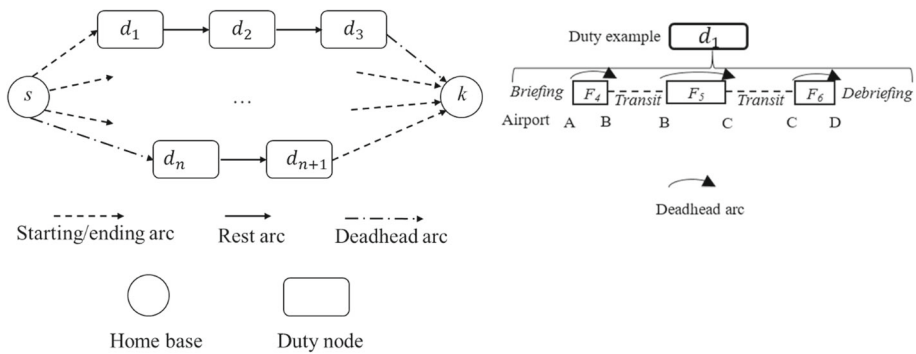 d₁ d₂ d₃
s ... k
dₙ dₙ₊₁
Starting/ending arc Rest arc Deadhead arc
Home base Duty node
Duty example d₁
Briefing F₄ Transit F₅ Transit F₆ Debriefing
Airport A B B C C D
Deadhead arc